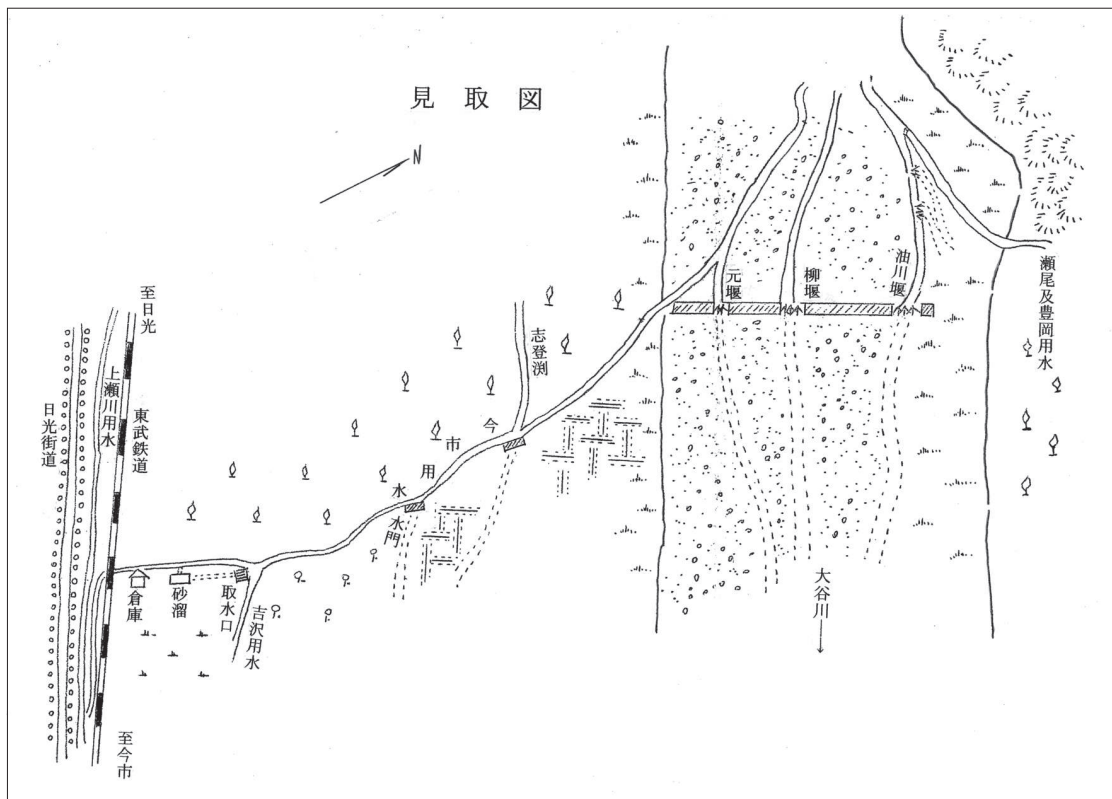 見取図
N
元堰
柳堰
油川堰
瀬尾及豊岡用水
志登渕
今市用水
水門
大谷川
至日光
上瀬川用水
東武鉄道
日光街道
倉庫
砂溜
取水口
吉沢用水
至今市